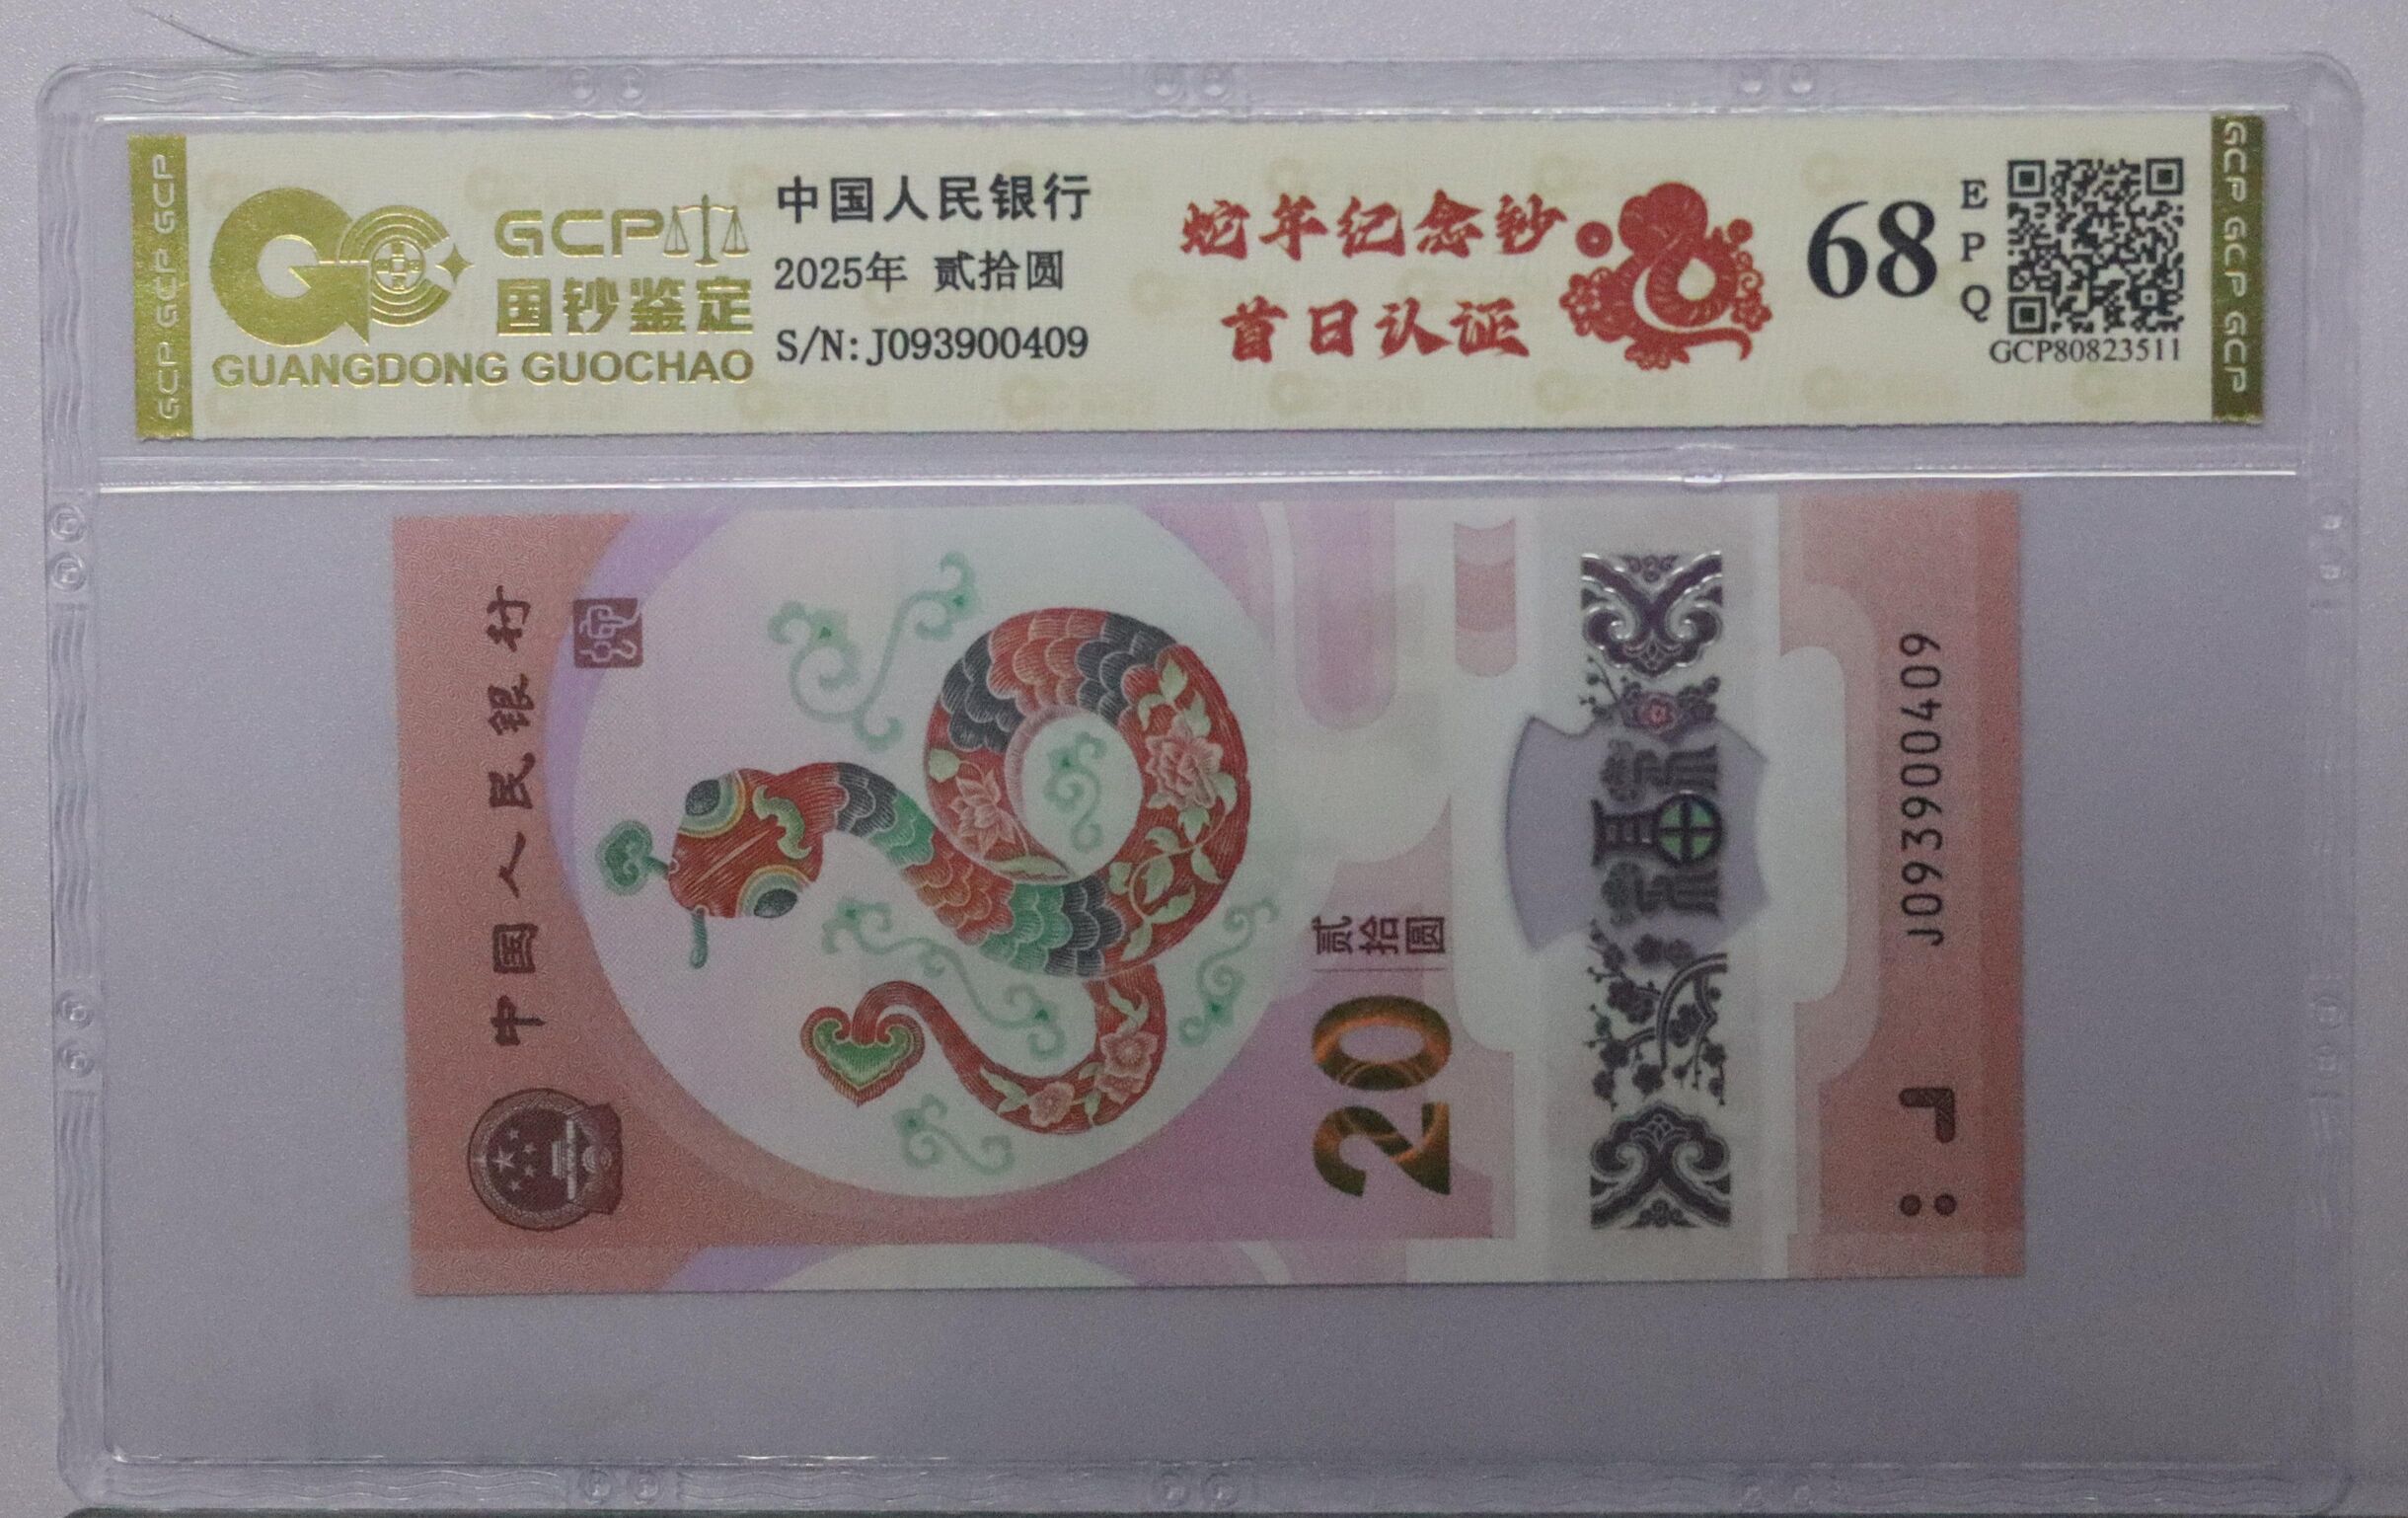 GCP GCP GCP
GCP
国钞鉴定
GUANGDONG GUOCHAO
中国人民银行
2025年 贰拾圆
S/N:J093900409
蛇年纪念钞
首日认证
68
EPQ
GCP80823511
GCP GCP GCP
中国人民银行
贰拾圆
20
福
J093900409